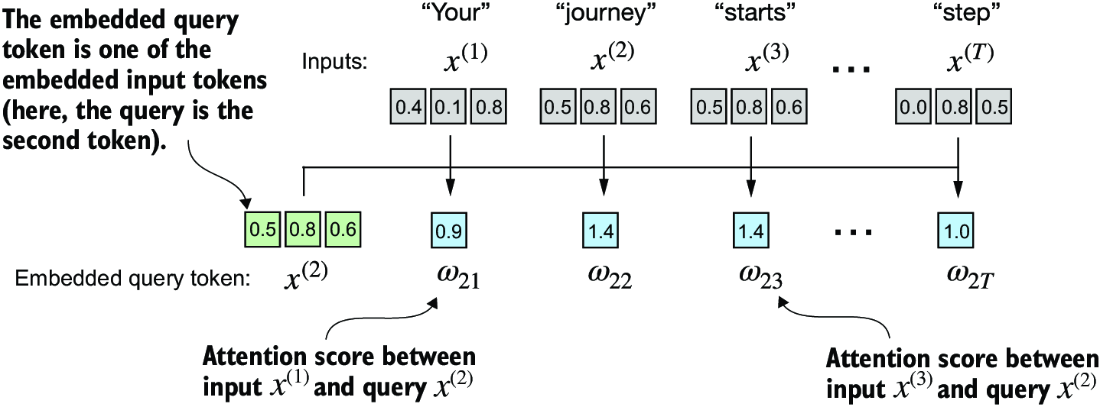 The embedded query
token is one of the
embedded input tokens
(here, the query is the
second token).
“Your” “journey” “starts” “step”
Inputs: x^(1) x^(2) x^(3) ... x^(T)
0.4 0.1 0.8 0.5 0.8 0.6 0.5 0.8 0.6 0.0 0.8 0.5
0.5 0.8 0.6 0.9 1.4 1.4 ... 1.0
Embedded query token: x^(2) ω_21 ω_22 ω_23 ω_2T
Attention score between
input x^(1) and query x^(2)
Attention score between
input x^(3) and query x^(2)